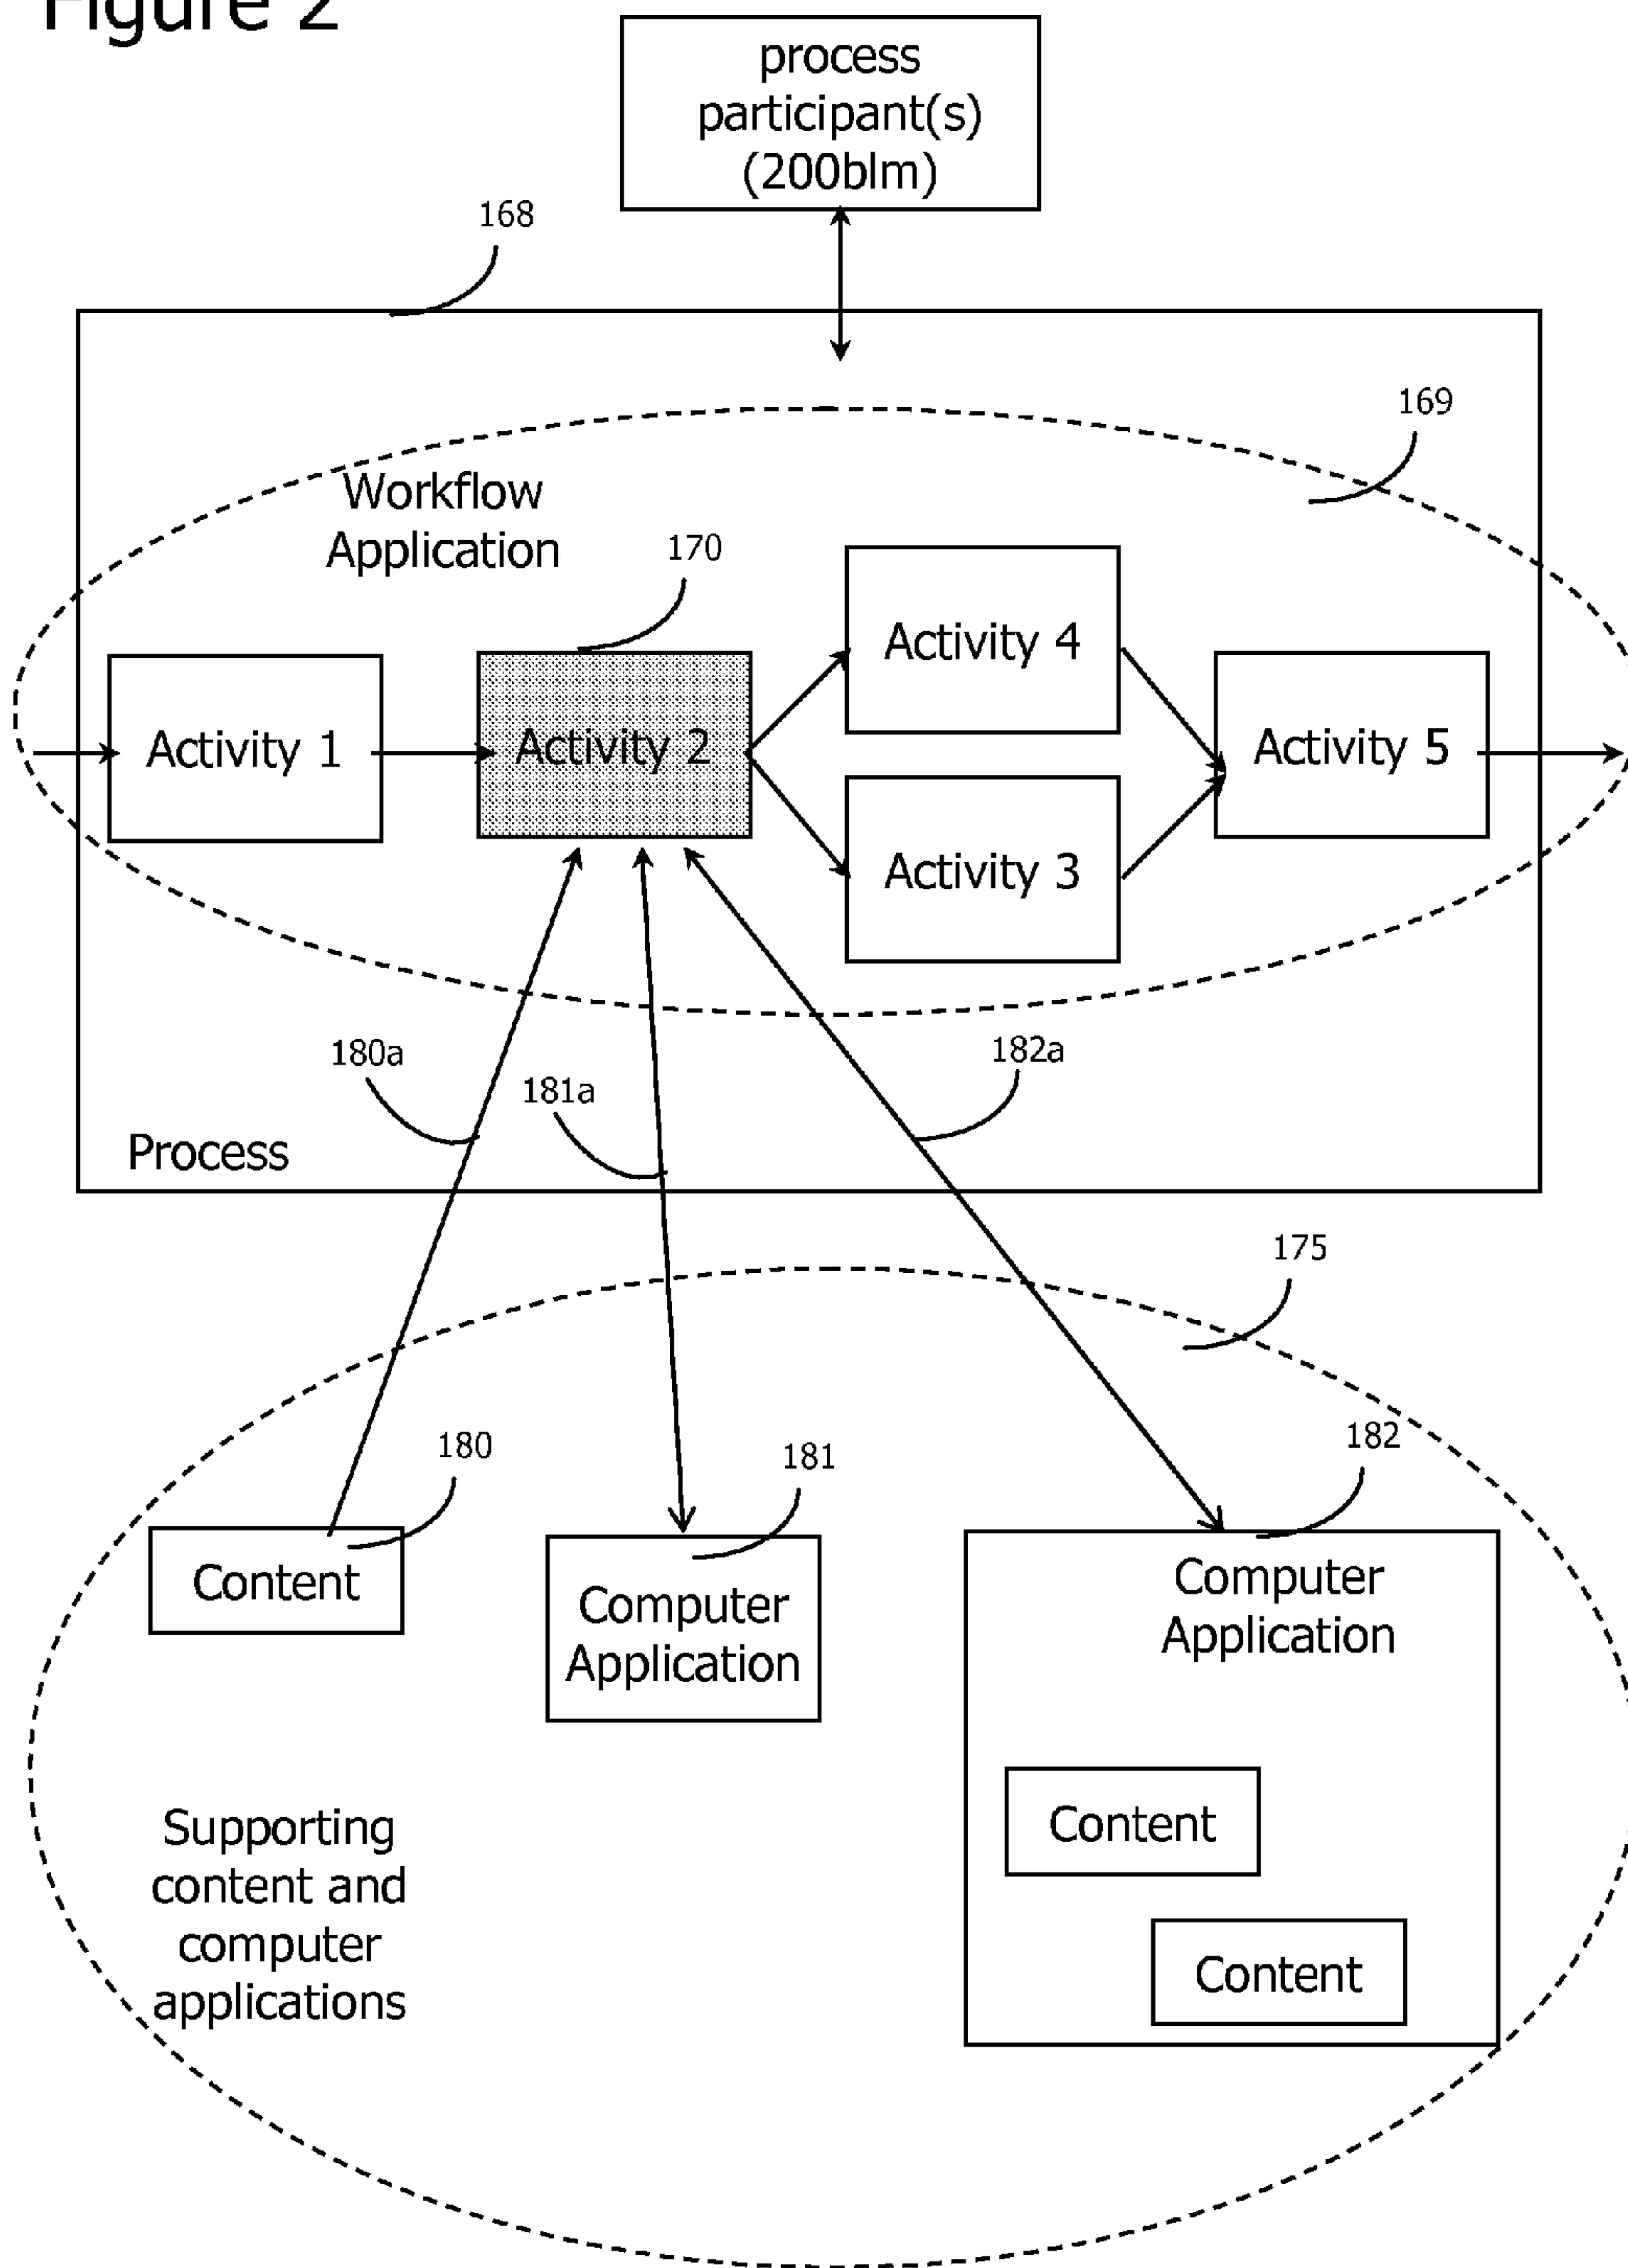 Figure 2
process
participant(s)
(200blm)
168
169
Workflow
Application
170
Activity 4
Activity 1
Activity 2
Activity 5
Activity 3
180a
181a
182a
Process
175
180
181
182
Content
Computer
Application
Computer
Application
Content
Supporting
content and
computer
applications
Content